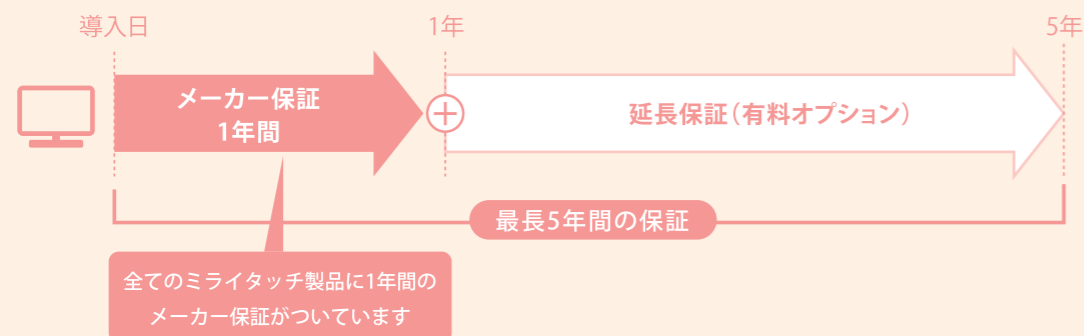 導入日
1年
5年
メーカー保証
1年間
延長保証(有料オプション)
最長5年間の保証
全てのミライタッチ製品に1年間の
メーカー保証がついています